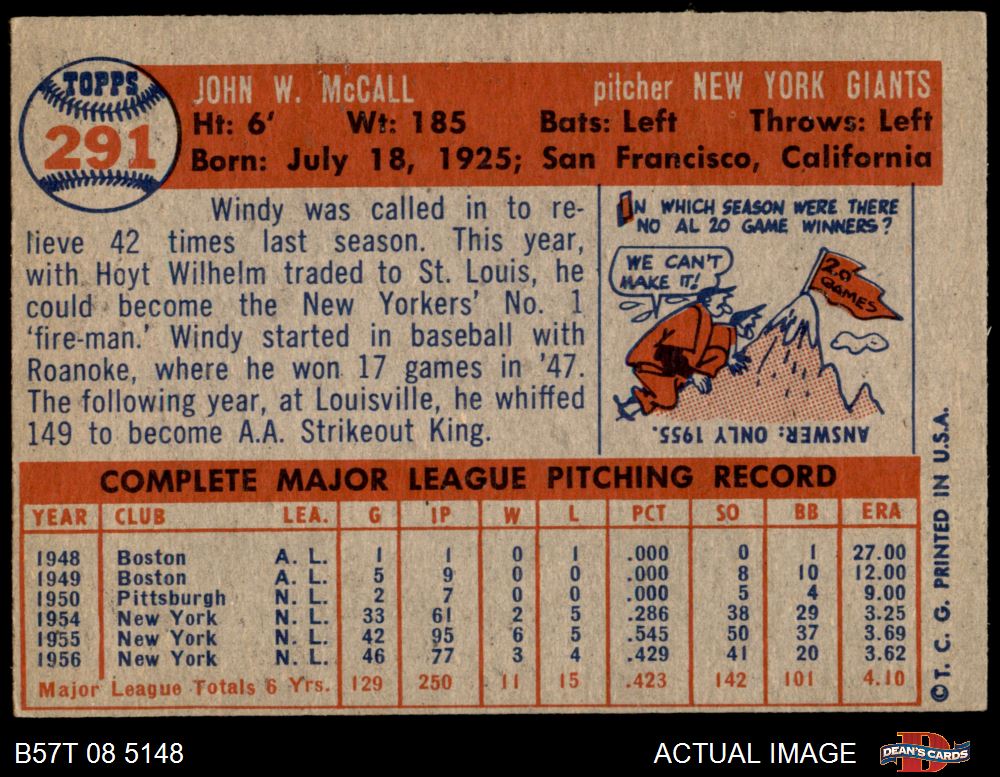 TOPPS
291
JOHN W. McCALL pitcher NEW YORK GIANTS
Ht: 6' Wt: 185 Bats: Left Throws: Left
Born: July 18, 1925; San Francisco, California
Windy was called in to re-
lieve 42 times last season. This year,
with Hoyt Wilhelm traded to St. Louis, he
could become the New Yorkers' No. 1
'fire-man.' Windy started in baseball with
Roanoke, where he won 17 games in '47.
The following year, at Louisville, he whiffed
149 to become A.A. Strikeout King.
IN WHICH SEASON WERE THERE
NO AL 20 GAME WINNERS?
WE CAN'T
MAKE IT!
20
GAMES
ANSWER: ONLY 1955.
COMPLETE MAJOR LEAGUE PITCHING RECORD
YEAR CLUB LEA. G IP W L PCT SO BB ERA
1948 Boston A. L. 1 1 0 1 .000 0 1 27.00
1949 Boston A. L. 5 9 0 0 .000 8 10 12.00
1950 Pittsburgh N. L. 2 7 0 0 .000 5 4 9.00
1954 New York N. L. 33 61 2 5 .286 38 29 3.25
1955 New York N. L. 42 95 6 5 .545 50 37 3.69
1956 New York N. L. 46 77 3 4 .429 41 20 3.62
Major League Totals 6 Yrs. 129 250 11 15 .423 142 101 4.10
© T. C. G. PRINTED IN U.S.A.
B57T 08 5148 ACTUAL IMAGE
D
DEAN'S CARDS